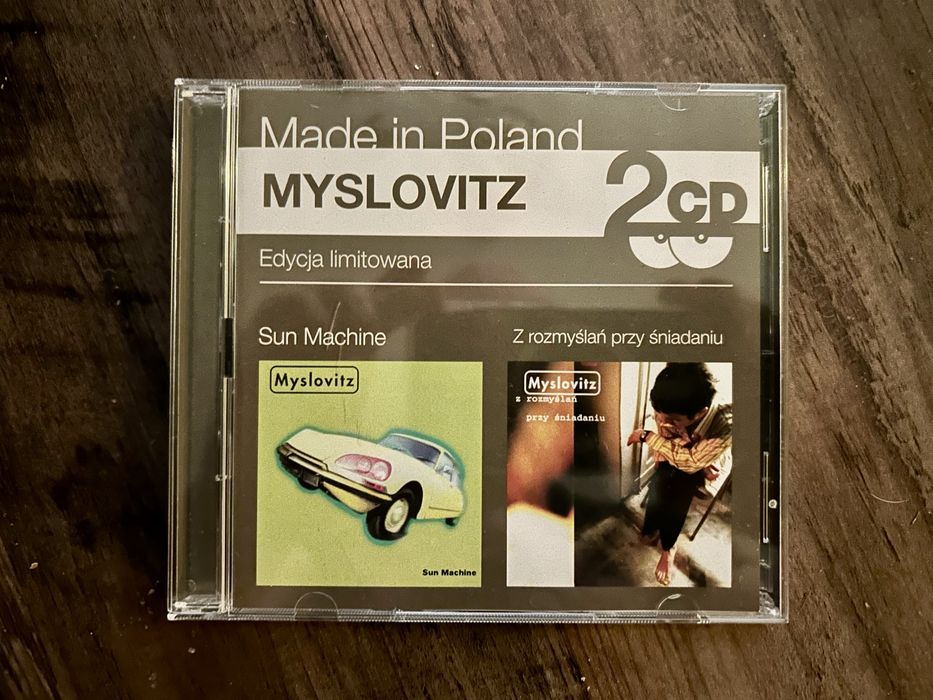 Made in Poland
MYSLOVITZ
2CD
Edycja limitowana
Sun Machine
Z rozmyślań przy śniadaniu
Myslovitz
Sun Machine
Myslovitz
z rozmyślań
przy śniadaniu